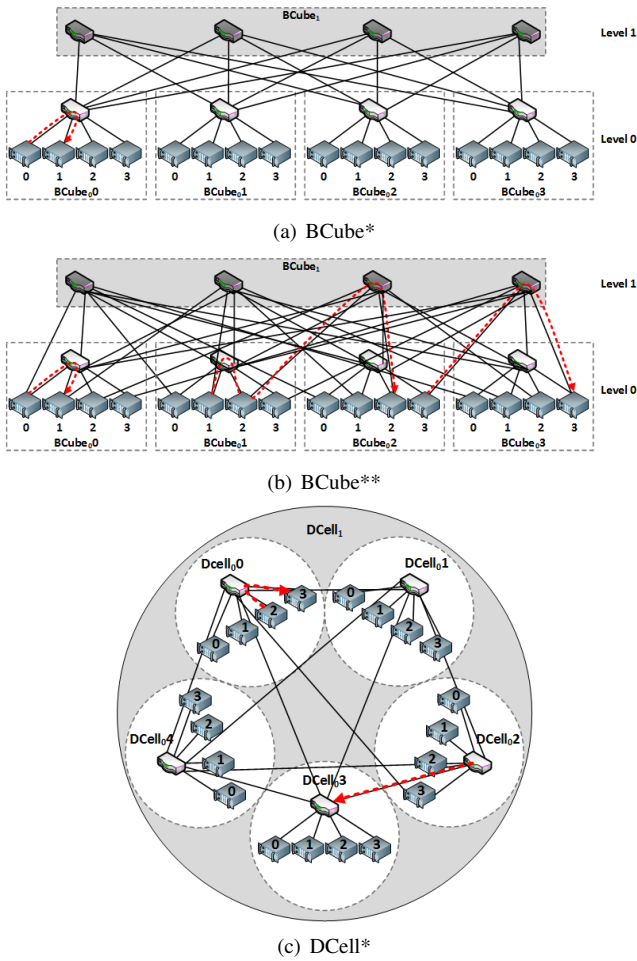 BCube₁
Level 1
Level 0
0 1 2 3 0 1 2 3 0 1 2 3 0 1 2 3
BCube₀0 BCube₀1 BCube₀2 BCube₀3
(a) BCube*
BCube₁
Level 1
Level 0
0 1 2 3 0 1 2 3 0 1 2 3 0 1 2 3
BCube₀0 BCube₀1 BCube₀2 BCube₀3
(b) BCube**
DCell₁
Dcell₀0
0 1 2 3
DCell₀1
0 1 2 3
DCell₀4
3 2 1 0
DCell₀2
0 1 2 3
DCell₀3
0 1 2 3
(c) DCell*